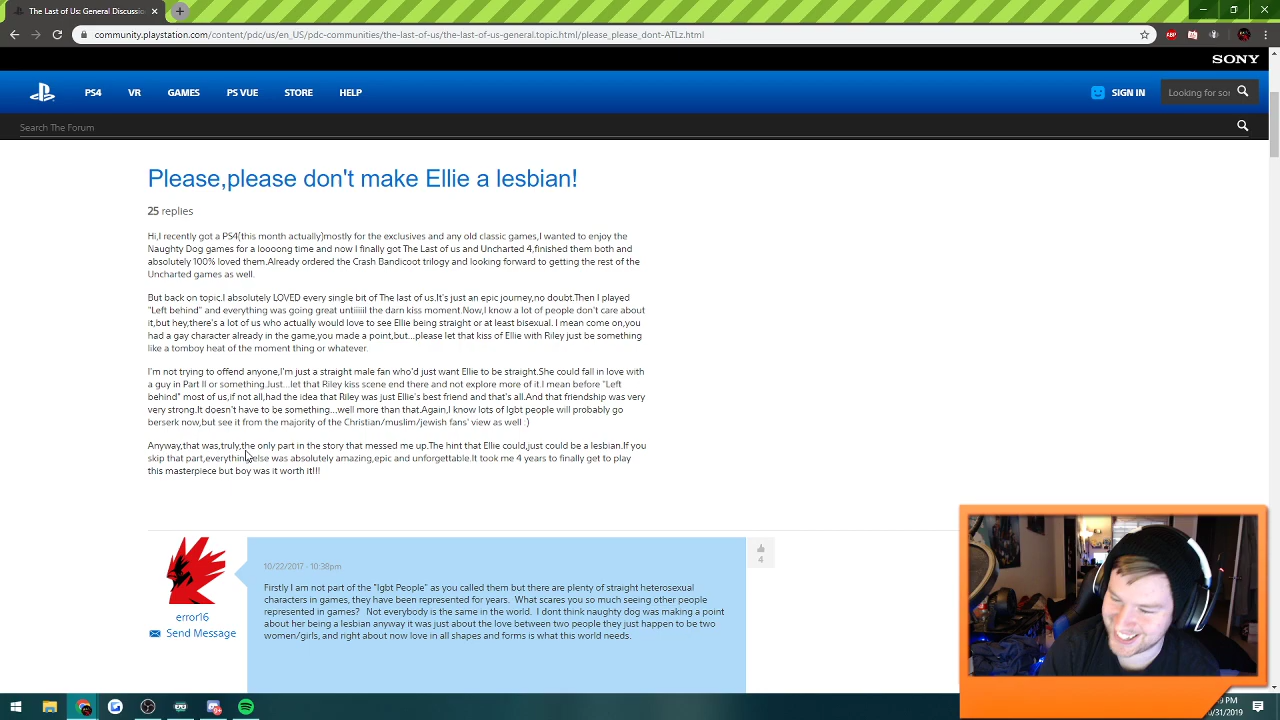 The Last of Us: General Discussio
community.playstation.com/content/pdc/us/en_US/pdc-communities/the-last-of-us/the-last-of-us-general.topic.html/please_please_dont-ATLz.html
ABP
SONY
PS4 VR GAMES PS VUE STORE HELP
SIGN IN
Looking for sor
Search The Forum
Please,please don't make Ellie a lesbian!
25 replies
Hi,I recently got a PS4(this month actually)mostly for the exclusives and any old classic games,I wanted to enjoy the
Naughty Dog games for a loooong time and now I finally got The Last of us and Uncharted 4,finished them both and
absolutely 100% loved them.Already ordered the Crash Bandicoot trilogy and looking forward to getting the rest of the
Uncharted games as well.
But back on topic.I absolutely LOVED every single bit of The last of us.It's just an epic journey,no doubt.Then I played
"Left behind" and everything was going great untiiiiil the darn kiss moment.Now,I know a lot of people don't care about
it,but hey,there's a lot of us who actually would love to see Ellie being straight or at least bisexual. I mean come on,you
had a gay character already in the game,you made a point,but...please let that kiss of Ellie with Riley just be something
like a tomboy heat of the moment thing or whatever.
I'm not trying to offend anyone,I'm just a straight male fan who'd just want Ellie to be straight.She could fall in love with
a guy in Part II or something.Just...let that Riley kiss scene end there and not explore more of it.I mean before "Left
behind" most of us,if not all,had the idea that Riley was just Ellie's best friend and that's all.And that friendship was very
very strong.It doesn't have to be something...well more than that.Again,I know lots of lgbt people will probably go
berserk now,but see it from the majority of the Christian/muslim/jewish fans' view as well :)
Anyway,that was,truly,the only part in the story that messed me up.The hint that Ellie could,just could be a lesbian.If you
skip that part,everything else was absolutely amazing,epic and unforgettable.It took me 4 years to finally get to play
this masterpiece but boy was it worth it!!!
4
10/22/2017 - 10:38pm
Firstly I am not part of the "lgbt People" as you called them but there are plenty of straight heterosexual
characters in games, they have been represented for years. What scares you so much seeing other people
represented in games? Not everybody is the same in the world. I dont think naughty dog was making a point
about her being a lesbian anyway it was just about the love between two people they just happen to be two
women/girls, and right about now love in all shapes and forms is what this world needs.
error16
Send Message
9 PM
0/31/2019